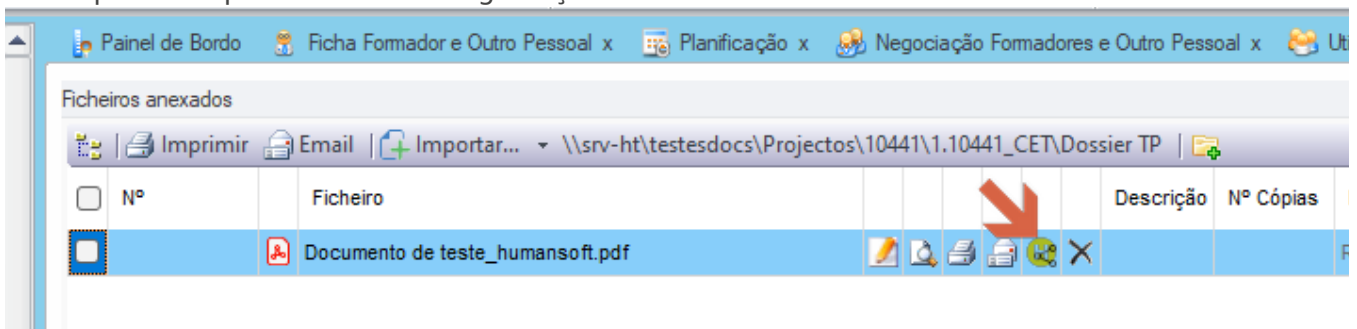 Painel de Bordo Ficha Formador e Outro Pessoal x Planificação x Negociação Formadores e Outro Pessoal x Uti
Ficheiros anexados
Imprimir Email Importar... \\srv-ht\testesdocs\Projectos\10441\1.10441_CET\Dossier TP
Nº Ficheiro Descrição Nº Cópias
Documento de teste_humansoft.pdf